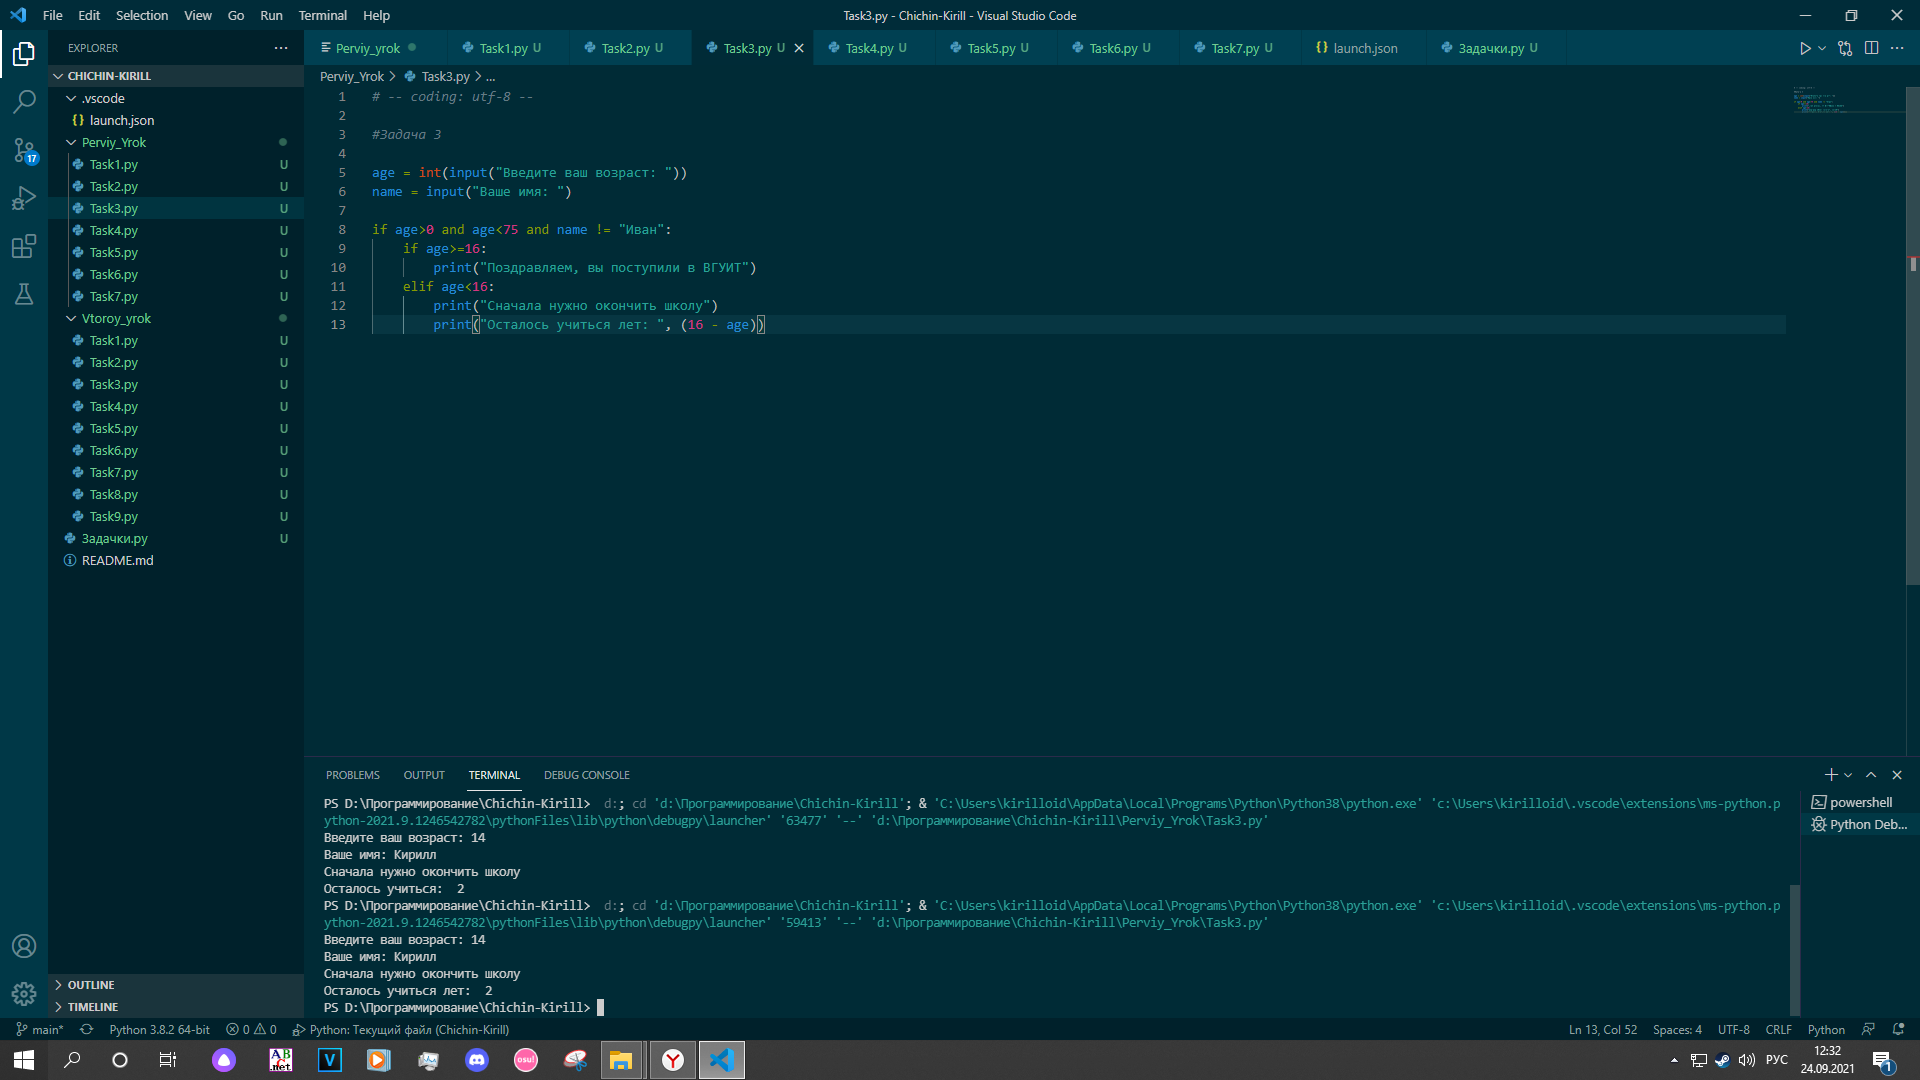 File Edit Selection View Go Run Terminal Help
Task3.py - Chichin-Kirill - Visual Studio Code
EXPLORER
CHICHIN-KIRILL
.vscode
{} launch.json
Perviy_Yrok
Task1.py U
Task2.py U
Task3.py U
Task4.py U
Task5.py U
Task6.py U
Task7.py U
Vtoroy_yrok
Task1.py U
Task2.py U
Task3.py U
Task4.py U
Task5.py U
Task6.py U
Task7.py U
Task8.py U
Task9.py U
Задачки.py U
README.md
OUTLINE
TIMELINE
17
Perviy_yrok Task1.py U Task2.py U Task3.py U Task4.py U Task5.py U Task6.py U Task7.py U {} launch.json Задачки.py U
Perviy_Yrok > Task3.py > ...
1 # -- coding: utf-8 --
2
3 #Задача 3
4
5 age = int(input("Введите ваш возраст: "))
6 name = input("Ваше имя: ")
7
8 if age>0 and age<75 and name != "Иван":
9 if age>=16:
10 print("Поздравляем, вы поступили в ВГУИТ")
11 elif age<16:
12 print("Сначала нужно окончить школу")
13 print("Осталось учиться лет: ", (16 - age))
PROBLEMS OUTPUT TERMINAL DEBUG CONSOLE
PS D:\Программирование\Chichin-Kirill> d:; cd 'd:\Программирование\Chichin-Kirill'; & 'C:\Users\kirilloid\AppData\Local\Programs\Python\Python38\python.exe' 'c:\Users\kirilloid\.vscode\extensions\ms-python.p
ython-2021.9.1246542782\pythonFiles\lib\python\debugpy\launcher' '63477' '--' 'd:\Программирование\Chichin-Kirill\Perviy_Yrok\Task3.py'
Введите ваш возраст: 14
Ваше имя: Кирилл
Сначала нужно окончить школу
Осталось учиться: 2
PS D:\Программирование\Chichin-Kirill> d:; cd 'd:\Программирование\Chichin-Kirill'; & 'C:\Users\kirilloid\AppData\Local\Programs\Python\Python38\python.exe' 'c:\Users\kirilloid\.vscode\extensions\ms-python.p
ython-2021.9.1246542782\pythonFiles\lib\python\debugpy\launcher' '59413' '--' 'd:\Программирование\Chichin-Kirill\Perviy_Yrok\Task3.py'
Введите ваш возраст: 14
Ваше имя: Кирилл
Сначала нужно окончить школу
Осталось учиться лет: 2
PS D:\Программирование\Chichin-Kirill>
powershell
Python Deb...
main* Python 3.8.2 64-bit 0 0 Python: Текущий файл (Chichin-Kirill)
Ln 13, Col 52 Spaces: 4 UTF-8 CRLF Python
ABC.net V osu! Y РУС
12:32
24.09.2021
1